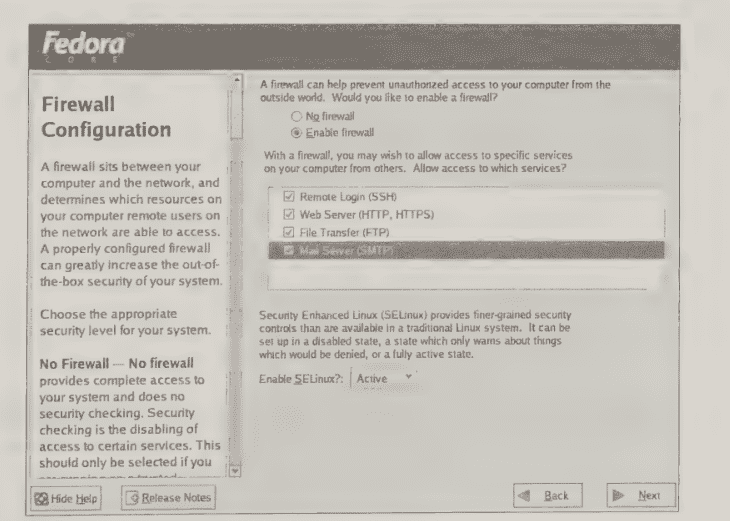 Fedora
CORE
Firewall
Configuration
A firewall sits between your
computer and the network, and
determines which resources on
your computer remote users on
the network are able to access.
A properly configured firewall
can greatly increase the out-of-
the-box security of your system.
Choose the appropriate
security level for your system.
No Firewall — No firewall
provides complete access to
your system and does no
security checking. Security
checking is the disabling of
access to certain services. This
should only be selected if you
A firewall can help prevent unauthorized access to your computer from the
outside world. Would you like to enable a firewall?
No firewall
Enable firewall
With a firewall, you may wish to allow access to specific services
on your computer from others. Allow access to which services?
Remote Login (SSH)
Web Server (HTTP, HTTPS)
File Transfer (FTP)
Mail Server (SMTP)
Security Enhanced Linux (SELinux) provides finer-grained security
controls than are available in a traditional Linux system. It can be
set up in a disabled state, a state which only warns about things
which would be denied, or a fully active state.
Enable SELinux?: Active
Hide Help
Release Notes
Back
Next